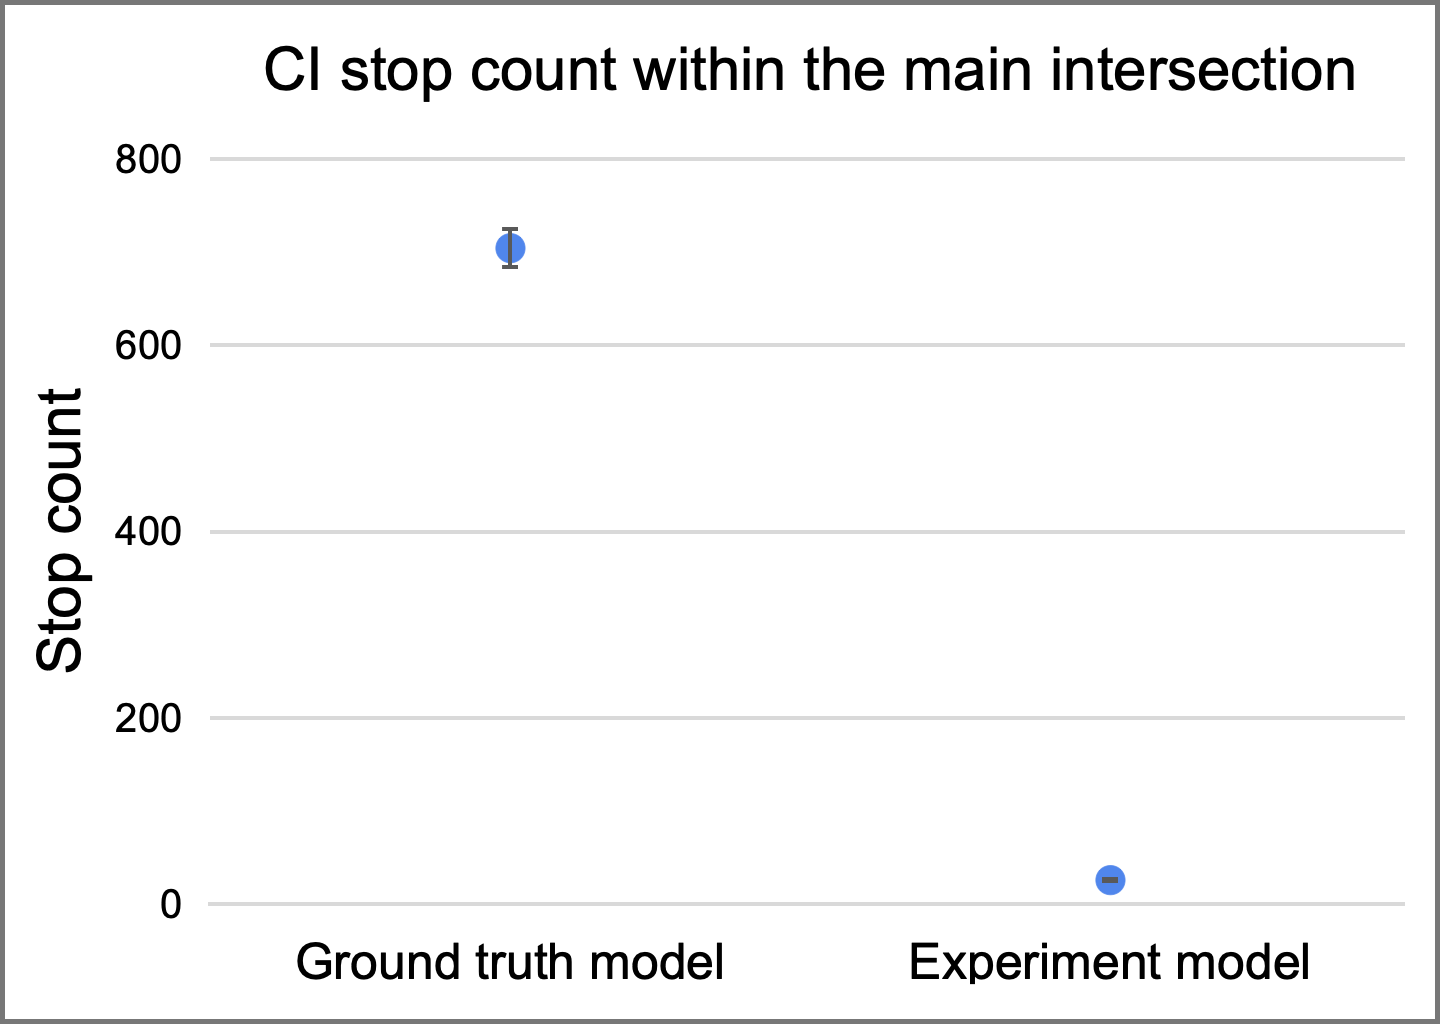 CI stop count within the main intersection
800
600
400
200
0
Stop count
Ground truth model
Experiment model